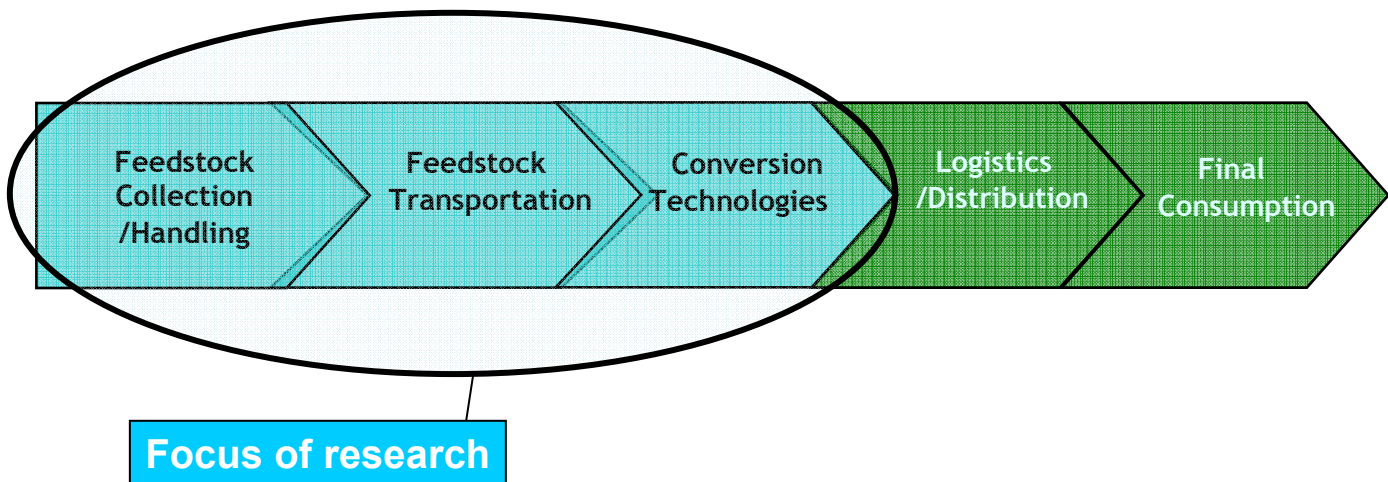 Feedstock
Collection
/Handling
Feedstock
Transportation
Conversion
Technologies
Logistics
/Distribution
Final
Consumption
Focus of research